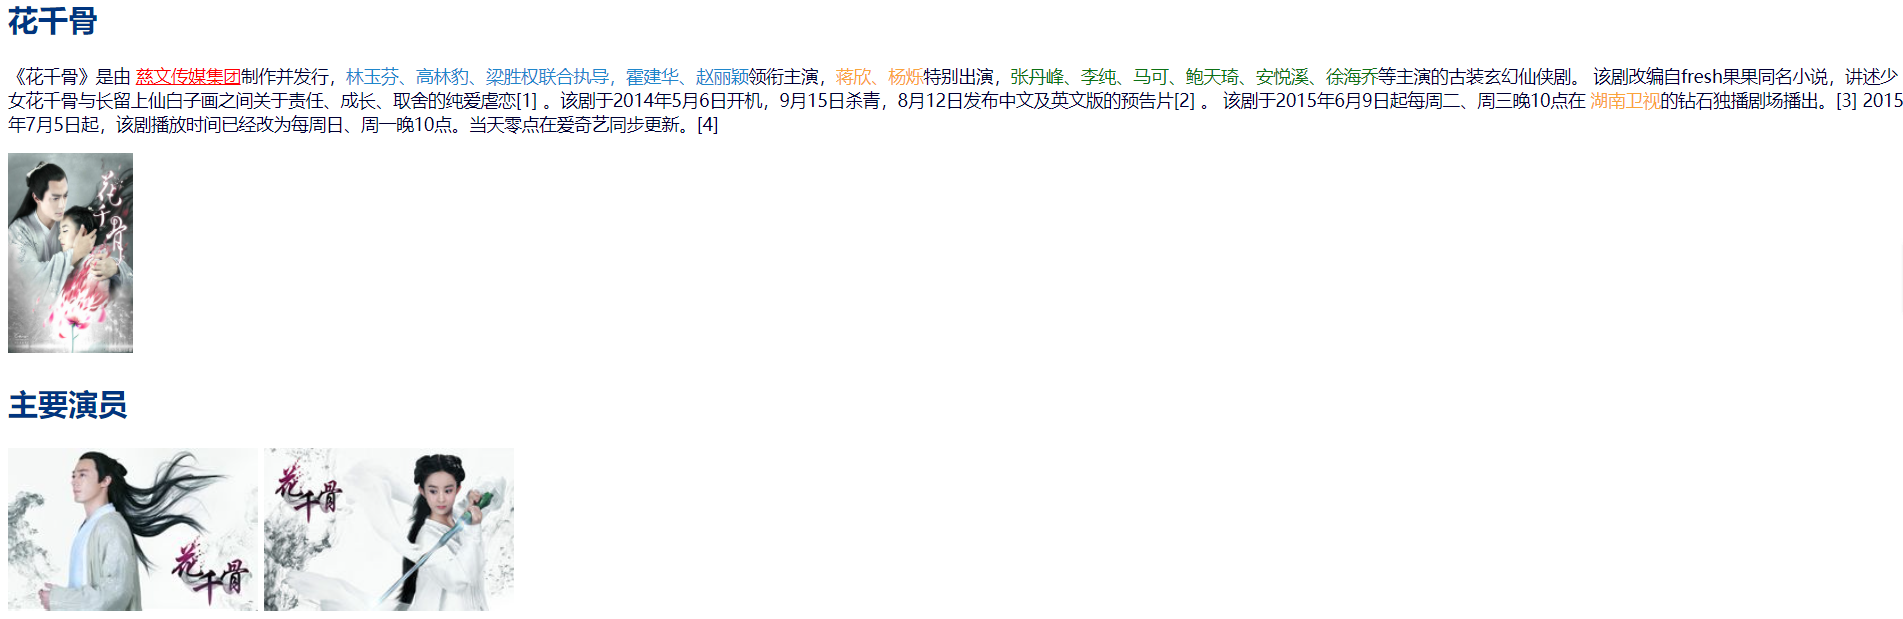 花千骨
《花千骨》是由 慈文传媒集团制作并发行，林玉芬、高林豹、梁胜权联合执导，霍建华、赵丽颖领衔主演，蒋欣、杨烁特别出演，张丹峰、李纯、马可、鲍天琦、安悦溪、徐海乔等主演的古装玄幻仙侠剧。 该剧改编自fresh果果同名小说，讲述少
女花千骨与长留上仙白子画之间关于责任、成长、取舍的纯爱虐恋[1] 。该剧于2014年5月6日开机，9月15日杀青，8月12日发布中文及英文版的预告片[2] 。 该剧于2015年6月9日起每周二、周三晚10点在 湖南卫视的钻石独播剧场播出。[3] 2015
年7月5日起，该剧播放时间已经改为每周日、周一晚10点。当天零点在爱奇艺同步更新。[4]
花千骨
主要演员
花千骨
花千骨